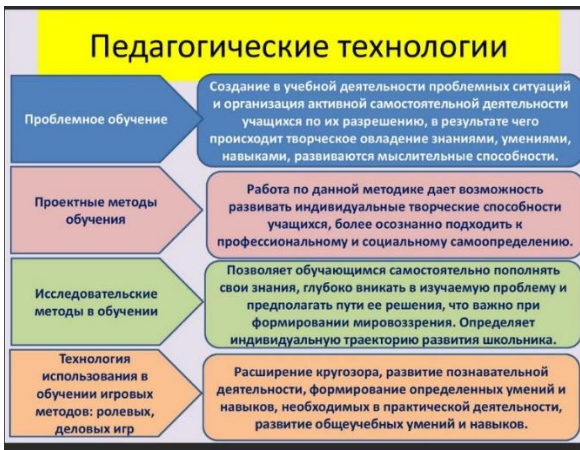 Педагогические технологии
Проблемное обучение
Создание в учебной деятельности проблемных ситуаций
и организация активной самостоятельной деятельности
учащихся по их разрешению, в результате чего
происходит творческое овладение знаниями, умениями,
навыками, развиваются мыслительные способности.
Проектные методы
обучения
Работа по данной методике дает возможность
развивать индивидуальные творческие способности
учащихся, более осознанно подходить к
профессиональному и социальному самоопределению.
Исследовательские
методы в обучении
Позволяет обучающимся самостоятельно пополнять
свои знания, глубоко вникать в изучаемую проблему и
предполагать пути ее решения, что важно при
формировании мировоззрения. Определяет
индивидуальную траекторию развития школьника.
Технология
использования в
обучении игровых
методов: ролевых,
деловых игр
Расширение кругозора, развитие познавательной
деятельности, формирование определенных умений и
навыков, необходимых в практической деятельности,
развитие общеучебных умений и навыков.